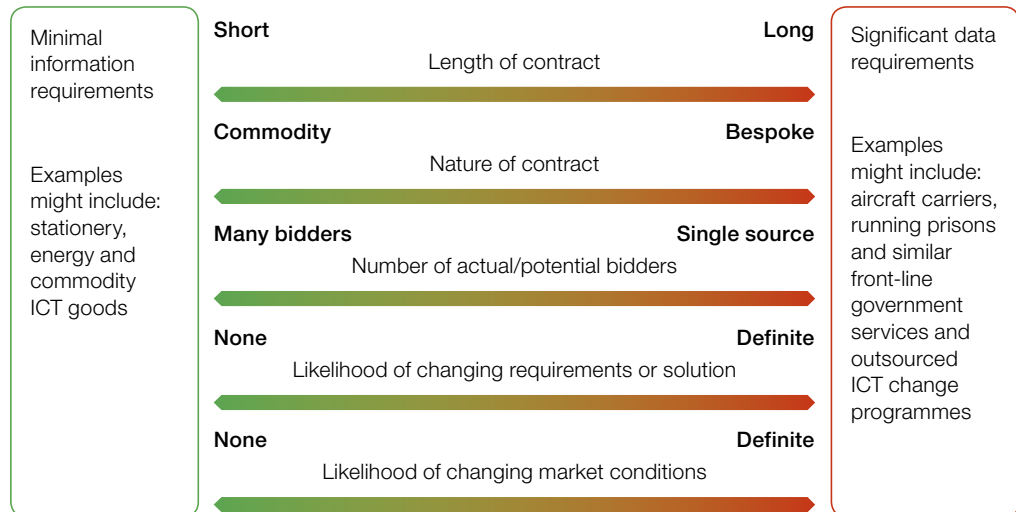 Minimal
information
requirements
Examples
might include:
stationery,
energy and
commodity
ICT goods
Short
Long
Length of contract
Commodity
Bespoke
Nature of contract
Many bidders
Single source
Number of actual/potential bidders
None
Definite
Likelihood of changing requirements or solution
None
Definite
Likelihood of changing market conditions
Significant data
requirements
Examples
might include:
aircraft carriers,
running prisons
and similar
front-line
government
services and
outsourced
ICT change
programmes